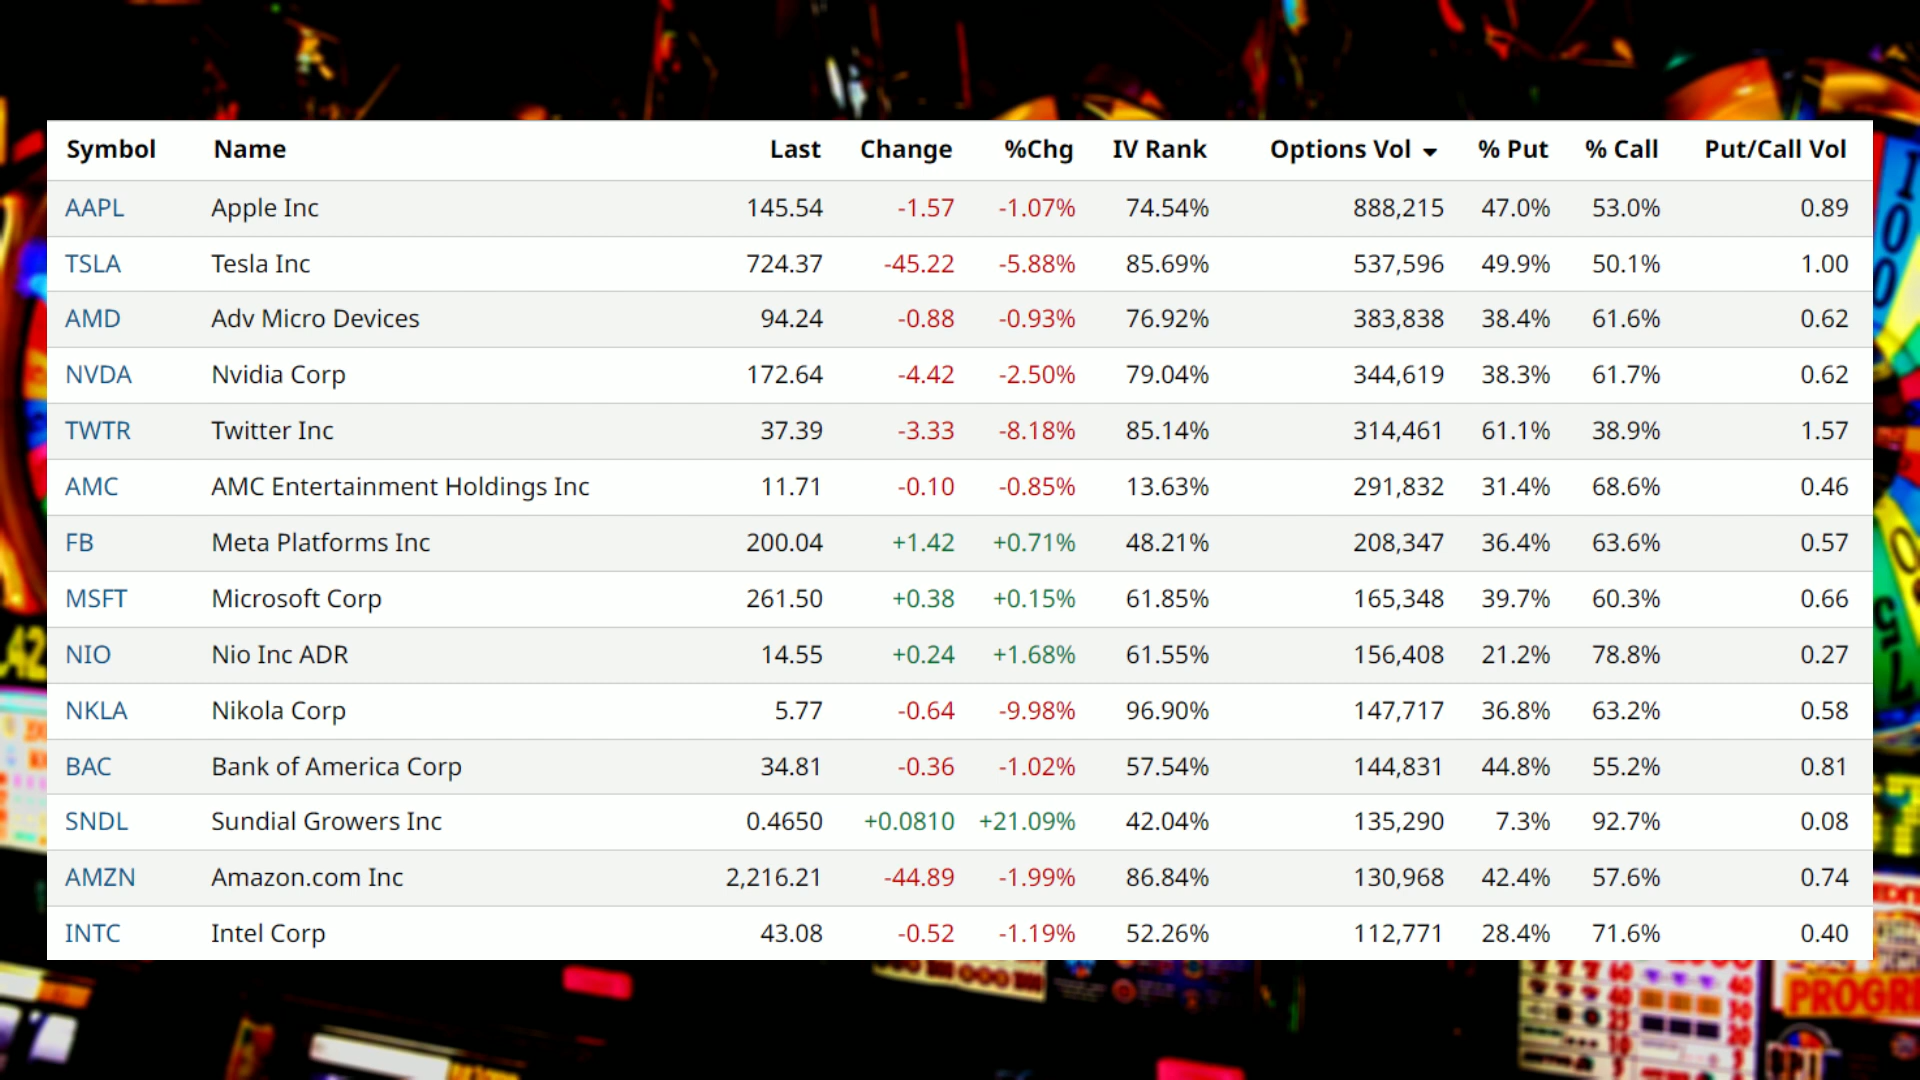 Symbol Name Last Change %Chg IV Rank Options Vol % Put % Call Put/Call Vol
AAPL Apple Inc 145.54 -1.57 -1.07% 74.54% 888,215 47.0% 53.0% 0.89
TSLA Tesla Inc 724.37 -45.22 -5.88% 85.69% 537,596 49.9% 50.1% 1.00
AMD Adv Micro Devices 94.24 -0.88 -0.93% 76.92% 383,838 38.4% 61.6% 0.62
NVDA Nvidia Corp 172.64 -4.42 -2.50% 79.04% 344,619 38.3% 61.7% 0.62
TWTR Twitter Inc 37.39 -3.33 -8.18% 85.14% 314,461 61.1% 38.9% 1.57
AMC AMC Entertainment Holdings Inc 11.71 -0.10 -0.85% 13.63% 291,832 31.4% 68.6% 0.46
FB Meta Platforms Inc 200.04 +1.42 +0.71% 48.21% 208,347 36.4% 63.6% 0.57
MSFT Microsoft Corp 261.50 +0.38 +0.15% 61.85% 165,348 39.7% 60.3% 0.66
NIO Nio Inc ADR 14.55 +0.24 +1.68% 61.55% 156,408 21.2% 78.8% 0.27
NKLA Nikola Corp 5.77 -0.64 -9.98% 96.90% 147,717 36.8% 63.2% 0.58
BAC Bank of America Corp 34.81 -0.36 -1.02% 57.54% 144,831 44.8% 55.2% 0.81
SNDL Sundial Growers Inc 0.4650 +0.0810 +21.09% 42.04% 135,290 7.3% 92.7% 0.08
AMZN Amazon.com Inc 2,216.21 -44.89 -1.99% 86.84% 130,968 42.4% 57.6% 0.74
INTC Intel Corp 43.08 -0.52 -1.19% 52.26% 112,771 28.4% 71.6% 0.40